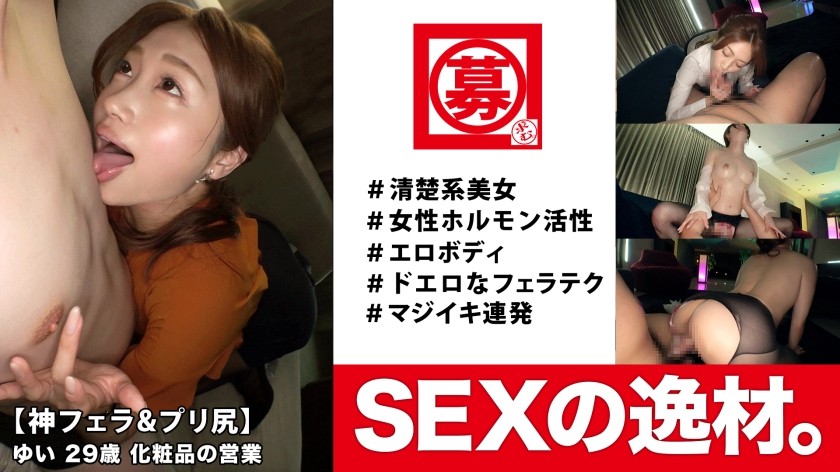 募
求む
#清楚系美女
#女性ホルモン活性
#エロボディ
#ドエロなフェラテク
#マジイキ連発
【神フェラ&プリ尻】
ゆい 29歳 化粧品の営業
SEXの逸材。